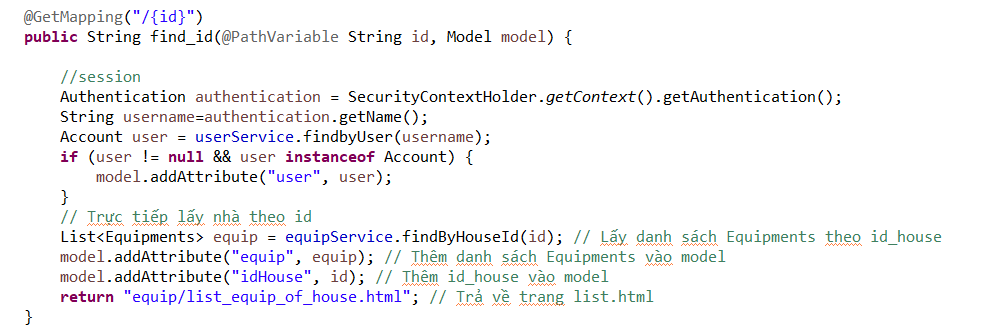 @GetMapping("/{id}")
public String find_id(@PathVariable String id, Model model) {
//session
Authentication authentication = SecurityContextHolder.getContext().getAuthentication();
String username=authentication.getName();
Account user = userService.findbyUser(username);
if (user != null && user instanceof Account) {
model.addAttribute("user", user);
}
// Trực tiếp lấy nhà theo id
List<Equipments> equip = equipService.findByHouseId(id); // Lấy danh sách Equipments theo id_house
model.addAttribute("equip", equip); // Thêm danh sách Equipments vào model
model.addAttribute("idHouse", id); // Thêm id_house vào model
return "equip/list_equip_of_house.html"; // Trả về trang list.html
}